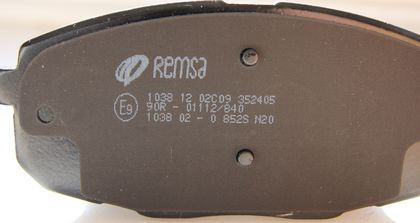 Remsa
1038 12 02C09 352405
E9 90R - 01112/840
1038 02 - 0 852S N20